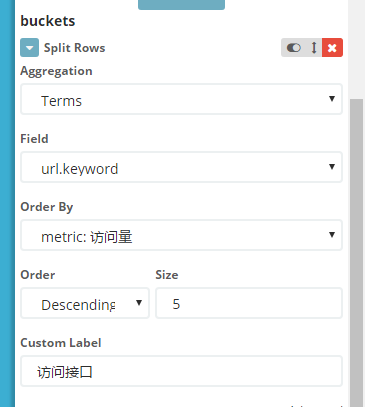 buckets
Split Rows
Aggregation
Terms
Field
url.keyword
Order By
metric: 访问量
Order Size
Descending 5
Custom Label
访问接口